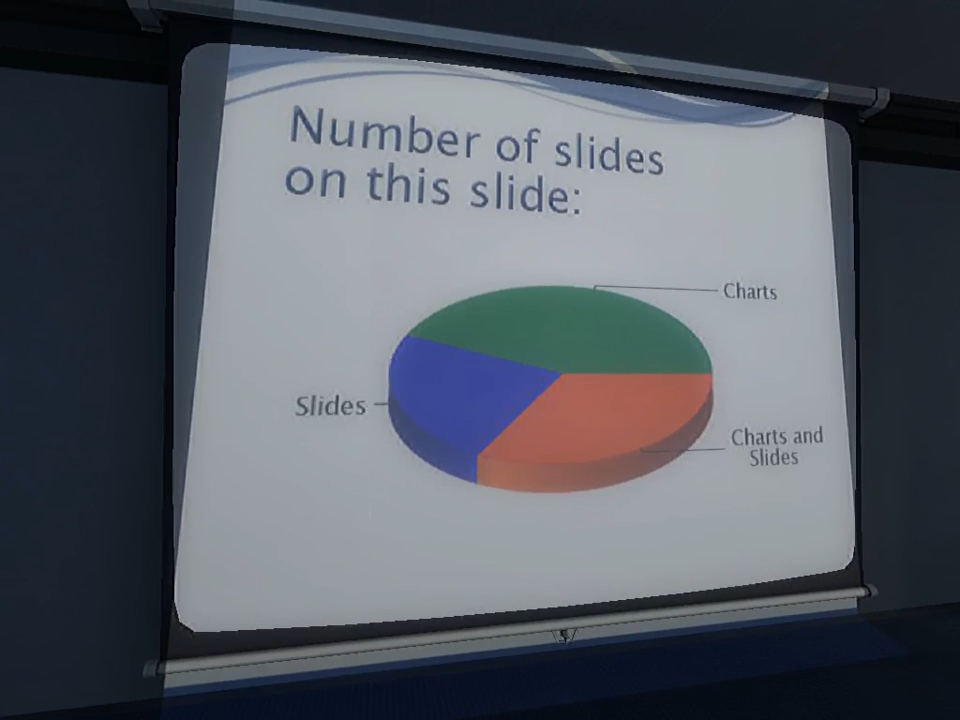 Number of slides
on this slide:
Charts
Slides
Charts and
Slides